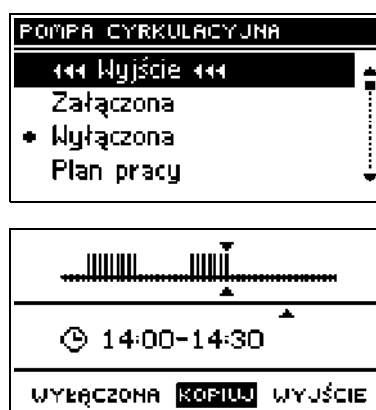 POMPA CYRKULACYJNA
Wyjście
Załączona
Wyłączona
Plan pracy
14:00-14:30
WYŁĄCZONA KOPIUJ WYJŚCIE